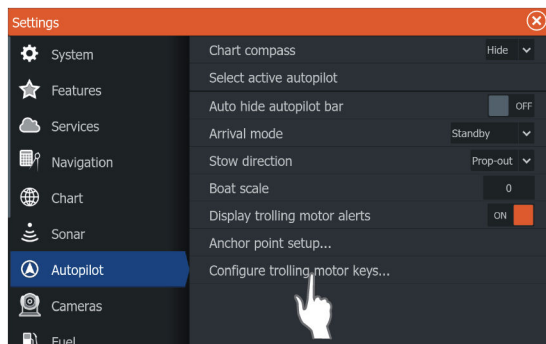 Settings
System
Features
Services
Navigation
Chart
Sonar
Autopilot
Cameras
Fuel
Chart compass Hide
Select active autopilot
Auto hide autopilot bar OFF
Arrival mode Standby
Stow direction Prop-out
Boat scale 0
Display trolling motor alerts ON
Anchor point setup...
Configure trolling motor keys...